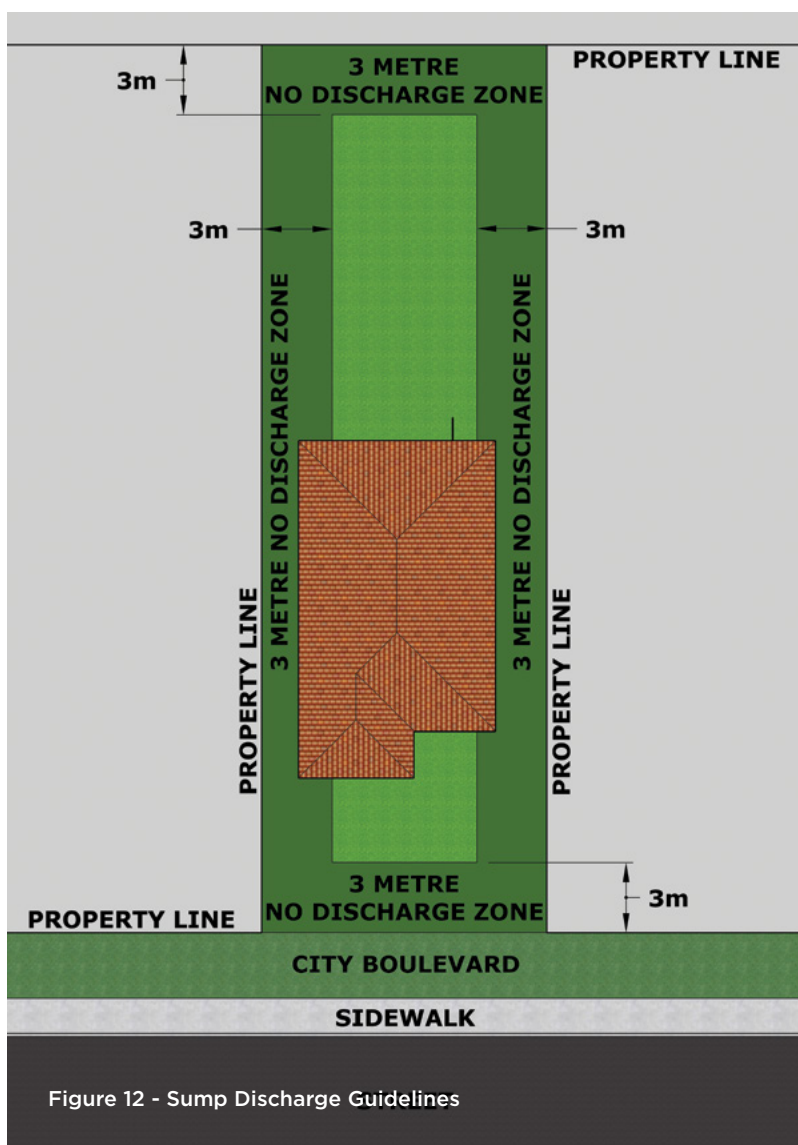 3 METRE
NO DISCHARGE ZONE
PROPERTY LINE
3m
3m
3m
3 METRE NO DISCHARGE ZONE
3 METRE NO DISCHARGE ZONE
PROPERTY LINE
PROPERTY LINE
3 METRE
NO DISCHARGE ZONE
3m
PROPERTY LINE
CITY BOULEVARD
SIDEWALK
Figure 12 - Sump Discharge Guidelines
STREET